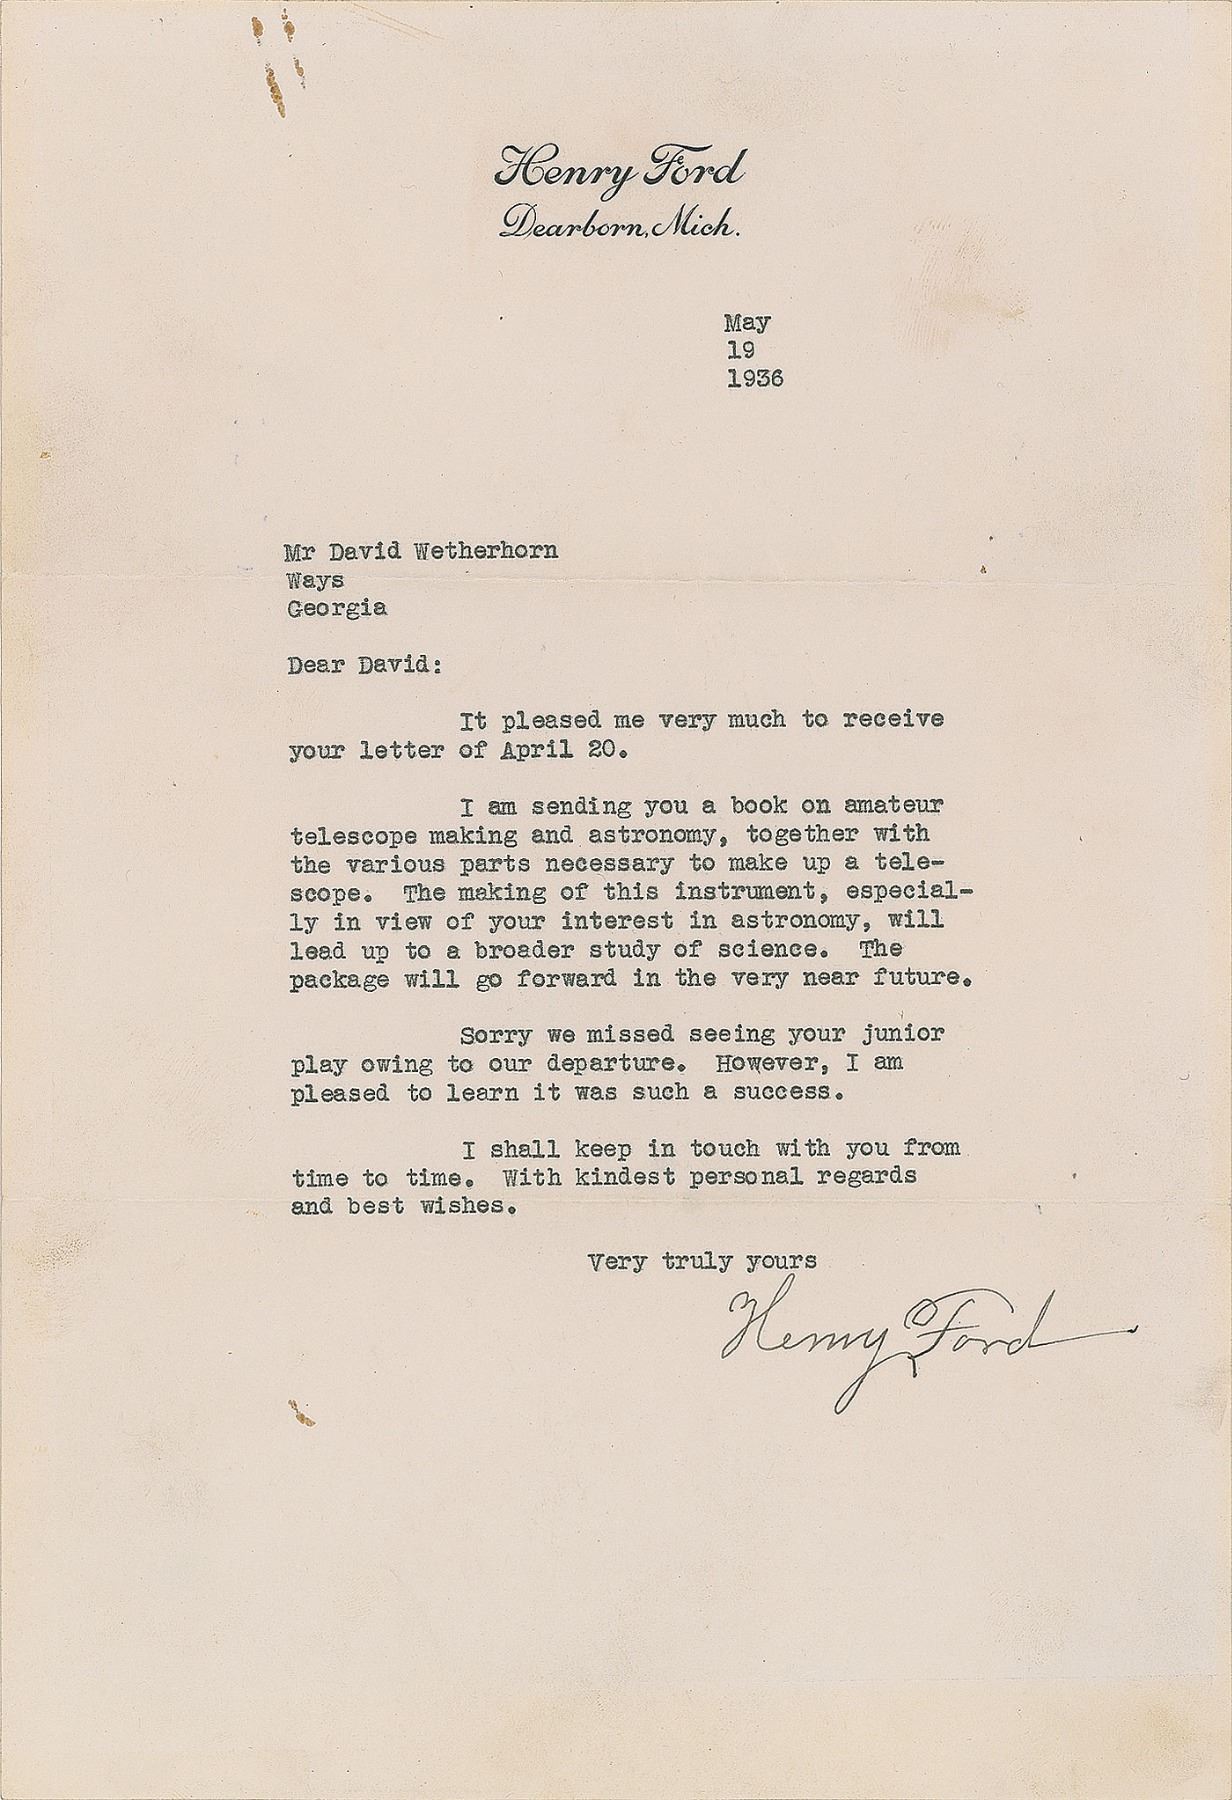 Henry Ford
Dearborn, Mich.
May
19
1936
Mr David Wetherhorn
Ways
Georgia
Dear David:
It pleased me very much to receive
your letter of April 20.
I am sending you a book on amateur
telescope making and astronomy, together with
the various parts necessary to make up a tele-
scope. The making of this instrument, especial-
ly in view of your interest in astronomy, will
lead up to a broader study of science. The
package will go forward in the very near future.
Sorry we missed seeing your junior
play owing to our departure. However, I am
pleased to learn it was such a success.
I shall keep in touch with you from
time to time. With kindest personal regards
and best wishes.
Very truly yours
Henry Ford